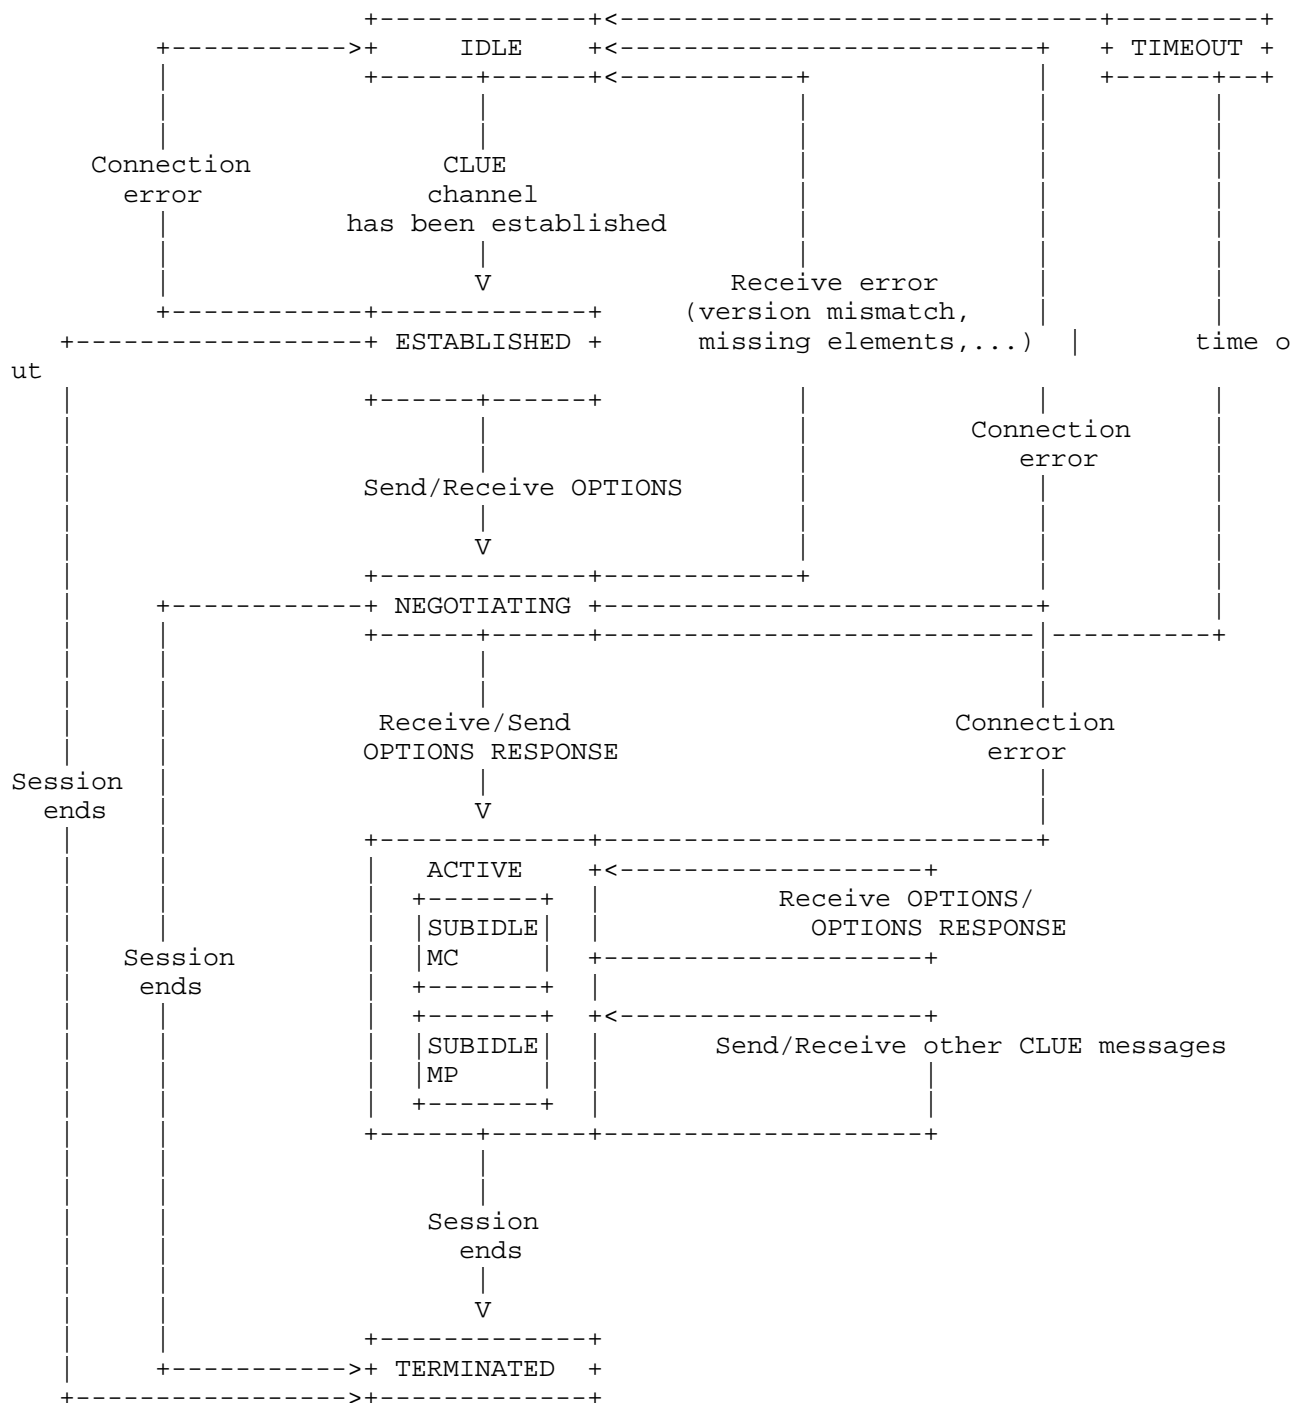 IDLE TIMEOUT
Connection CLUE
error channel
has been established
V Receive error
(version mismatch,
ESTABLISHED missing elements,...) time o
ut
Connection
error
Send/Receive OPTIONS
V
NEGOTIATING
Receive/Send Connection
OPTIONS RESPONSE error
Session
ends V
ACTIVE
Receive OPTIONS/
SUBIDLE OPTIONS RESPONSE
Session MC
ends
SUBIDLE Send/Receive other CLUE messages
MP
Session
ends
V
TERMINATED